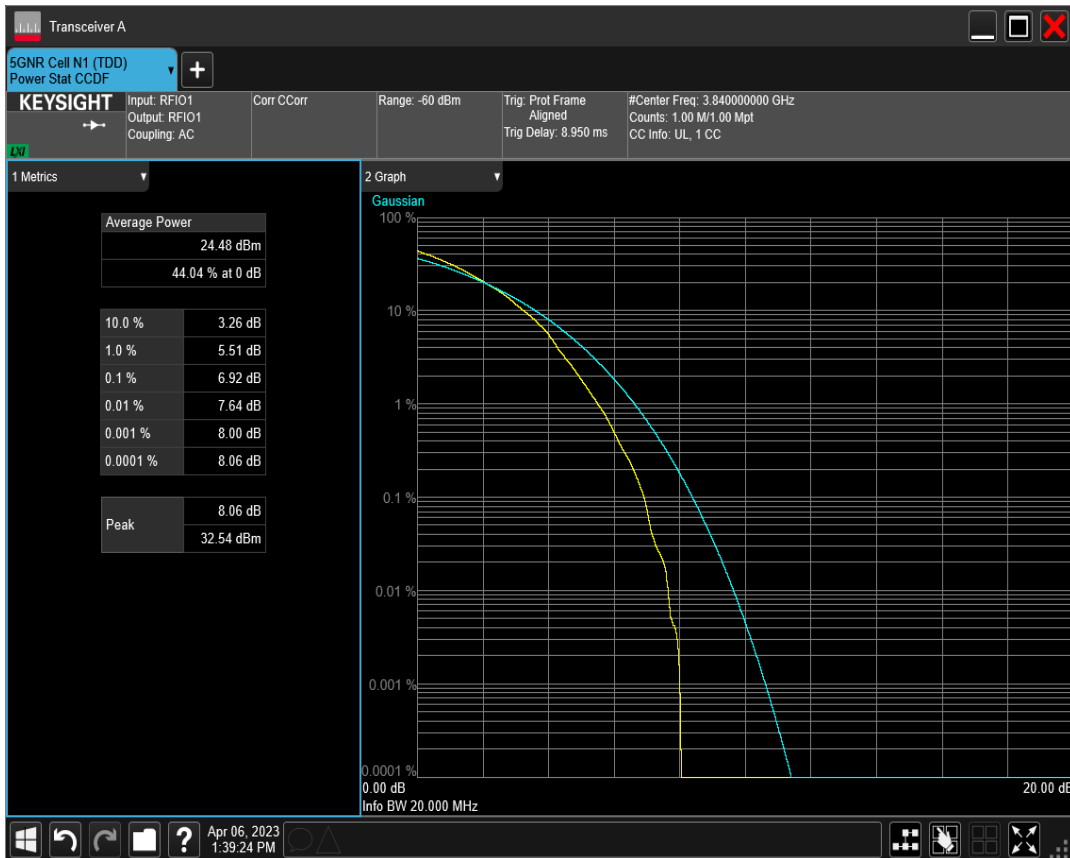 Transceiver A
5GNR Cell N1 (TDD)
Power Stat CCDF
+
KEYSIGHT
LXI
Input: RFIO1
Output: RFIO1
Coupling: AC
Corr CCorr
Range: -60 dBm
Trig: Prot Frame
Aligned
Trig Delay: 8.950 ms
#Center Freq: 3.840000000 GHz
Counts: 1.00 M/1.00 Mpt
CC Info: UL, 1 CC
1 Metrics
Average Power
24.48 dBm
44.04 % at 0 dB
10.0 % 3.26 dB
1.0 % 5.51 dB
0.1 % 6.92 dB
0.01 % 7.64 dB
0.001 % 8.00 dB
0.0001 % 8.06 dB
Peak 8.06 dB
32.54 dBm
2 Graph
Gaussian
100 %
10 %
1 %
0.1 %
0.01 %
0.001 %
0.0001 %
0.00 dB 20.00 dB
Info BW 20.000 MHz
?
Apr 06, 2023
1:39:24 PM